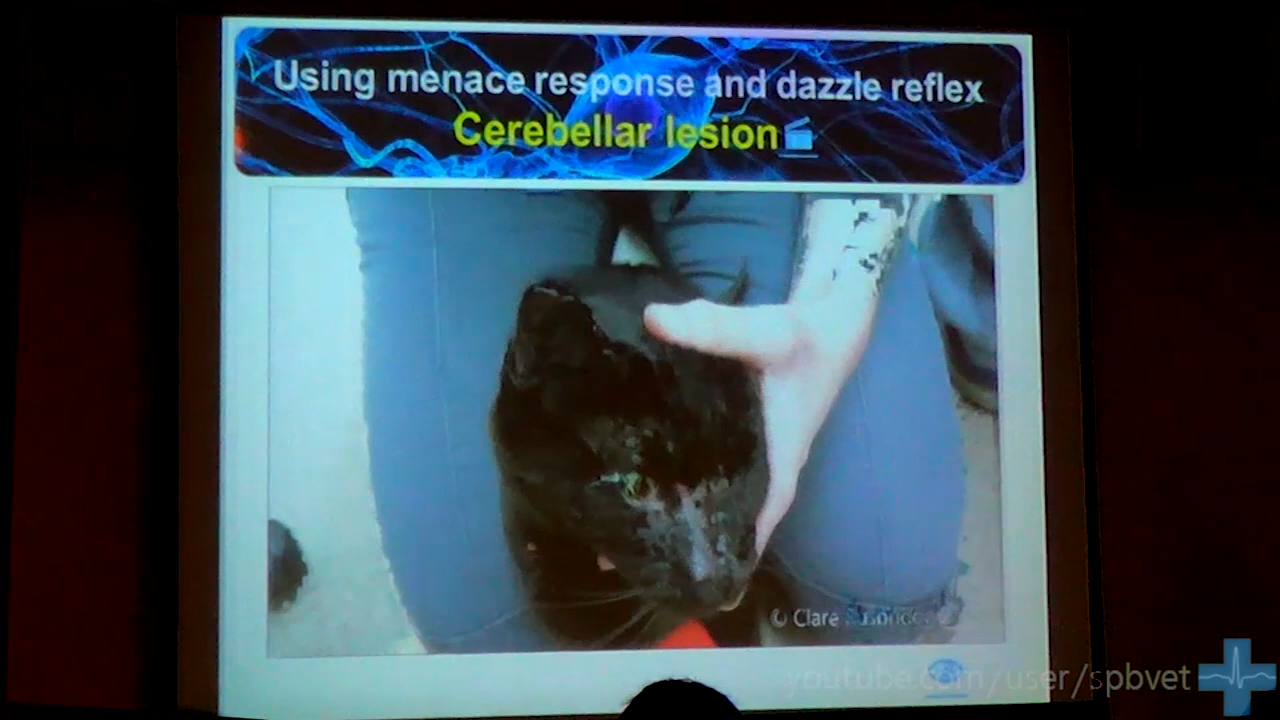 Using menace response and dazzle reflex
Cerebellar lesion
© Clare
youtube.com/user/spbvet